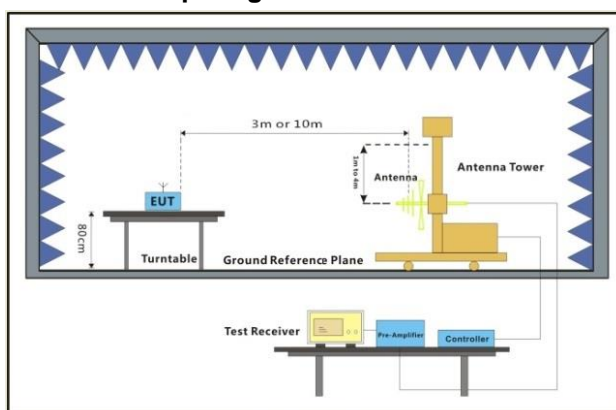 3m or 10m
1m to 4m
Antenna
Antenna Tower
EUT
80cm
Turntable
Ground Reference Plane
Test Receiver
Pre-Amplifier
Controller